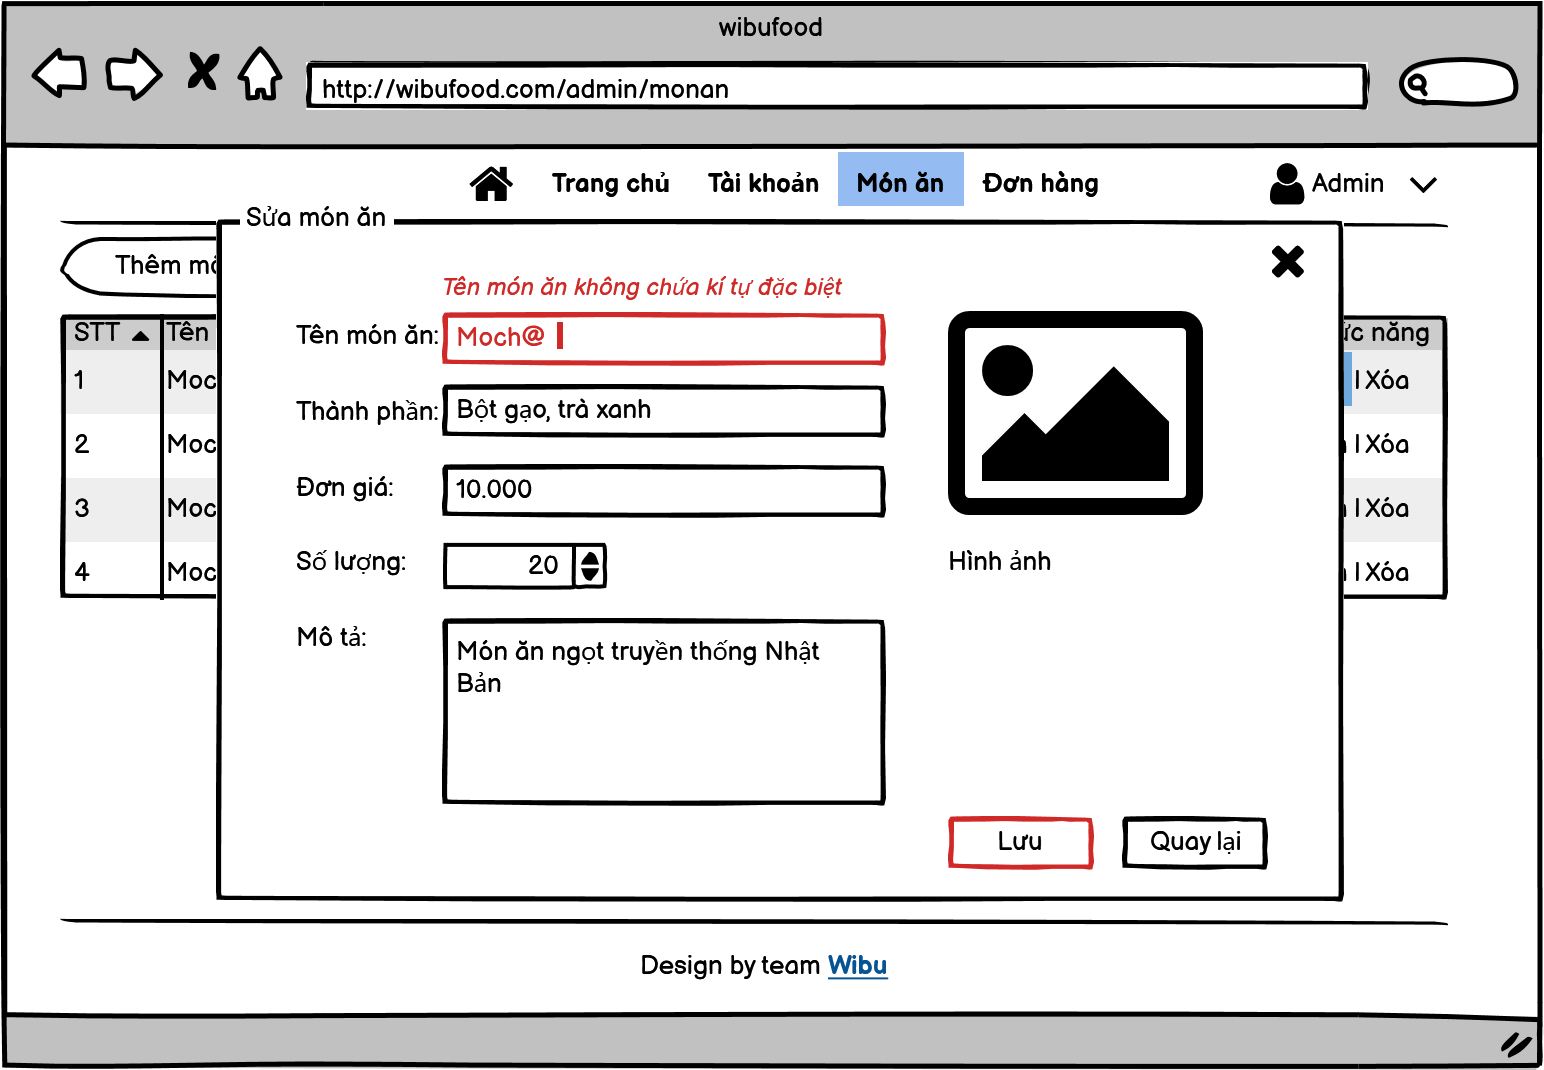 wibufood
http://wibufood.com/admin/monan
Trang chủ Tài khoản Món ăn Đơn hàng Admin
Sửa món ăn
Thêm
Tên món ăn không chứa kí tự đặc biệt
Tên món ăn: Moch@
Thành phần: Bột gạo, trà xanh
Đơn giá: 10.000
Số lượng: 20
Hình ảnh
Mô tả: Món ăn ngọt truyền thống Nhật
Bản
Lưu Quay lại
STT Tên năng
1 Moc | Xóa
2 Moc | Xóa
3 Moc | Xóa
4 Moc | Xóa
Design by team Wibu